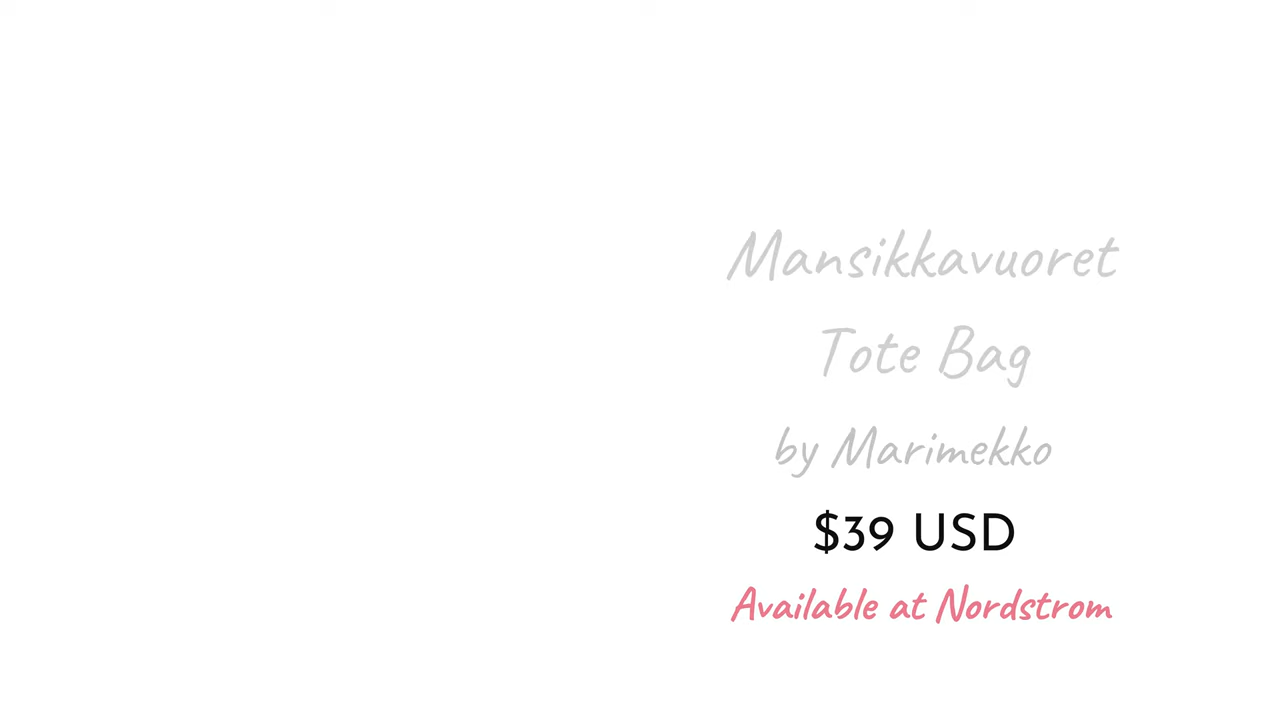 Mansikkavuoret
Tote Bag
by Marimekko
$39 USD
Available at Nordstrom